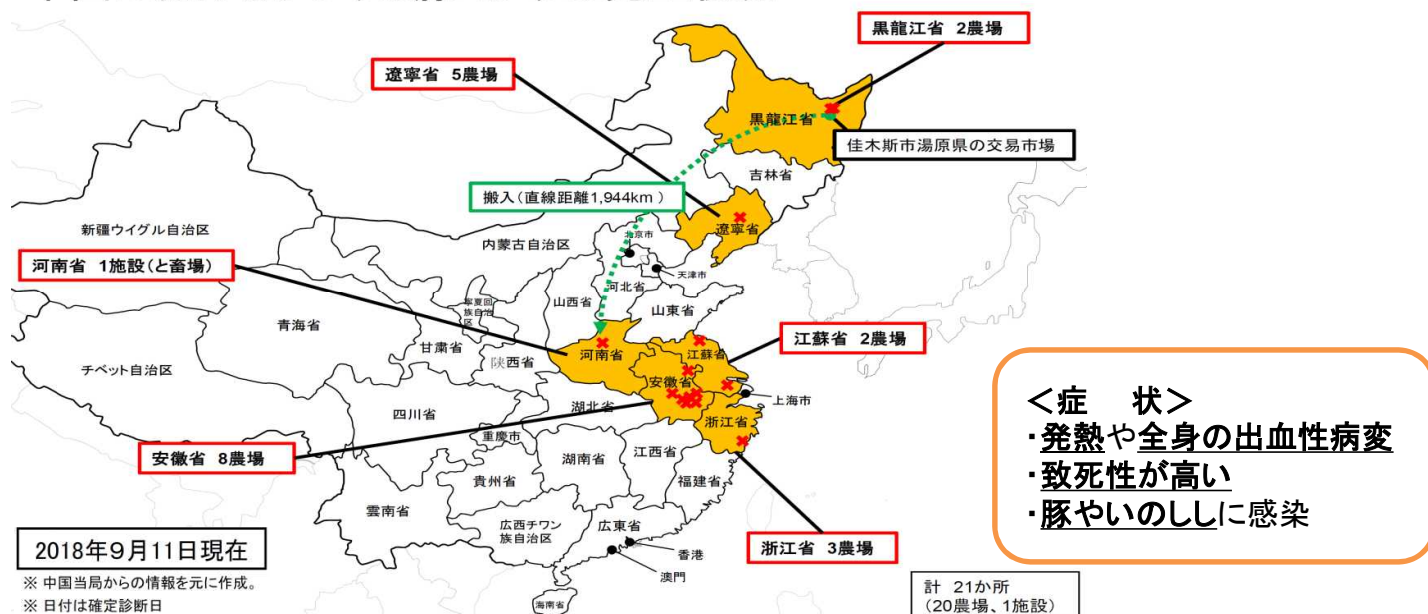 黒龍江省 2農場
遼寧省 5農場
黒龍江省
佳木斯市湯原県の交易市場
吉林省
搬入(直線距離1,944km)
遼寧省
新疆ウイグル自治区
内蒙古自治区
北京市
天津市
河南省 1施設(と畜場)
河北省
山西省
寧夏回
族自治
区
山東省
青海省
甘粛省
陝西省
河南省
江蘇省
江蘇省 2農場
チベット自治区
安徽省
上海市
湖北省
四川省
浙江省
重慶市
安徽省 8農場
湖南省
江西省
貴州省
福建省
雲南省
広西チワン
族自治区
広東省
香港
澳門
浙江省 3農場
海南省
2018年9月11日現在
※ 中国当局からの情報を元に作成。
※ 日付は確定診断日
計 21か所
(20農場、1施設)
<症 状>
・発熱や全身の出血性病変
・致死性が高い
・豚やいのししに感染